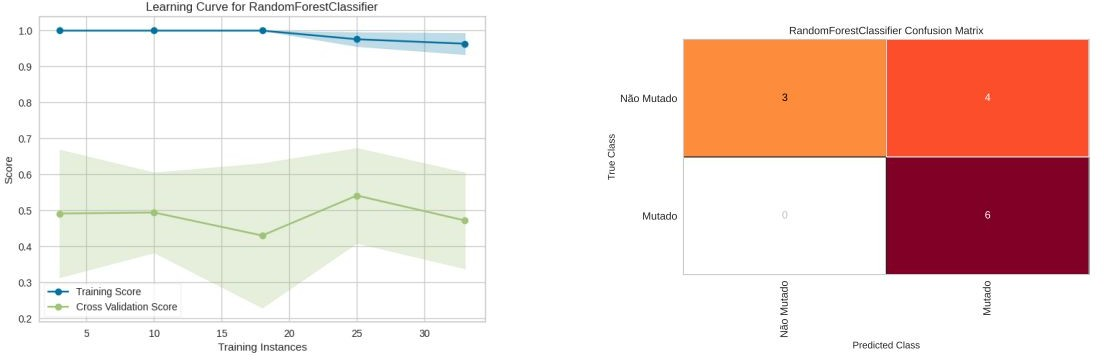 Learning Curve for RandomForestClassifier
1.0
0.9
0.8
0.7
0.6
0.5
0.4
0.3
0.2
Score
Training Score
Cross Validation Score
5
10
15
20
25
30
Training Instances
RandomForestClassifier Confusion Matrix
True Class
Não Mutado
3
4
Mutado
0
6
Não Mutado
Mutado
Predicted Class